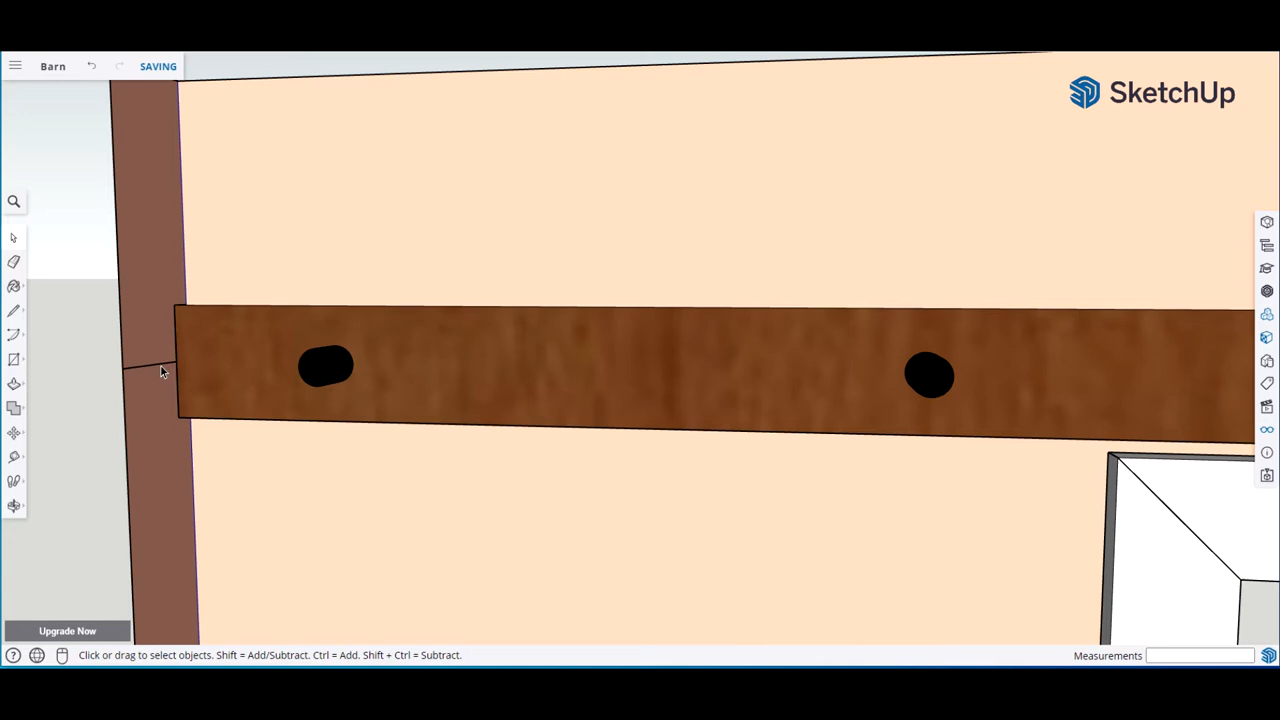 Barn
SAVING
SketchUp
Upgrade Now
Click or drag to select objects. Shift = Add/Subtract. Ctrl = Add. Shift + Ctrl = Subtract.
Measurements